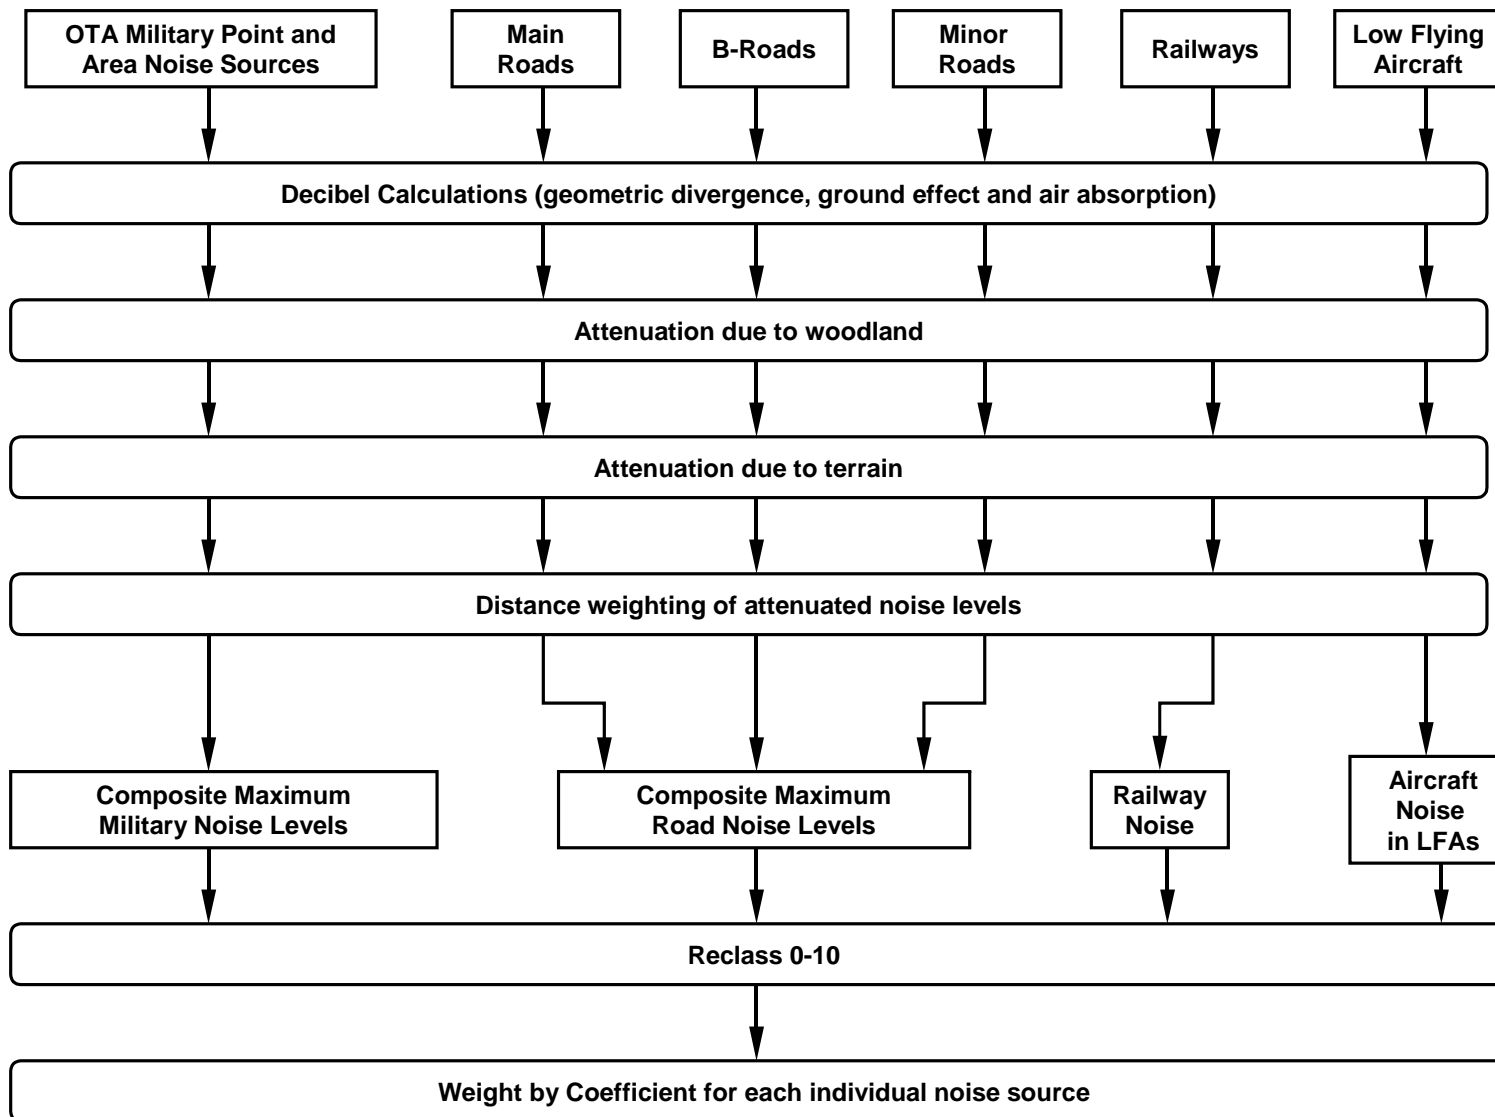 OTA Military Point and
Area Noise Sources
Main
Roads
B-Roads
Minor
Roads
Railways
Low Flying
Aircraft
Decibel Calculations (geometric divergence, ground effect and air absorption)
Attenuation due to woodland
Attenuation due to terrain
Distance weighting of attenuated noise levels
Composite Maximum
Military Noise Levels
Composite Maximum
Road Noise Levels
Railway
Noise
Aircraft
Noise
in LFAs
Reclass 0-10
Weight by Coefficient for each individual noise source